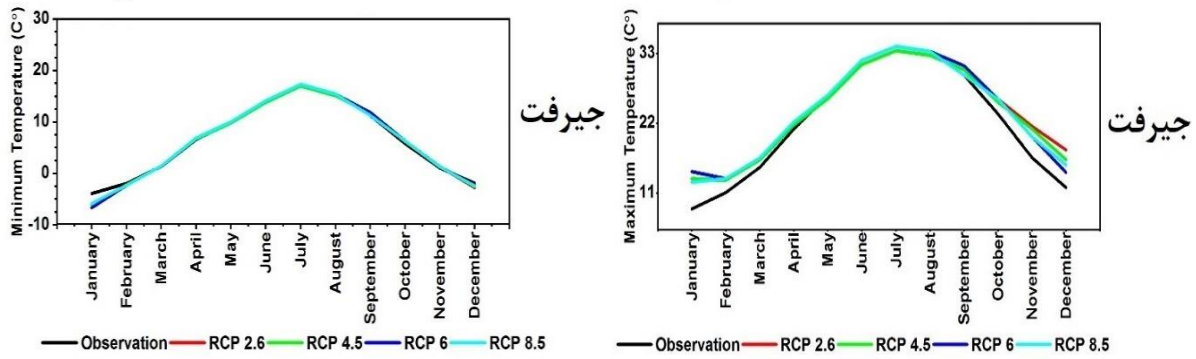 Minimum Temperature (C°)
30
20
10
0
-10
January
February
March
April
May
June
July
August
September
October
November
December
Observation RCP 2.6 RCP 4.5 RCP 6 RCP 8.5
جیرفت
Maximum Temperature (C°)
33
22
11
January
February
March
April
May
June
July
August
September
October
November
December
Observation RCP 2.6 RCP 4.5 RCP 6 RCP 8.5
جیرفت